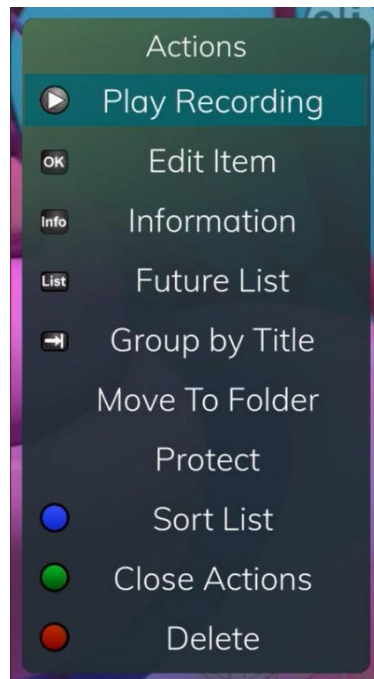 Actions
Play Recording
OK Edit Item
Info Information
List Future List
Group by Title
Move To Folder
Protect
Sort List
Close Actions
Delete